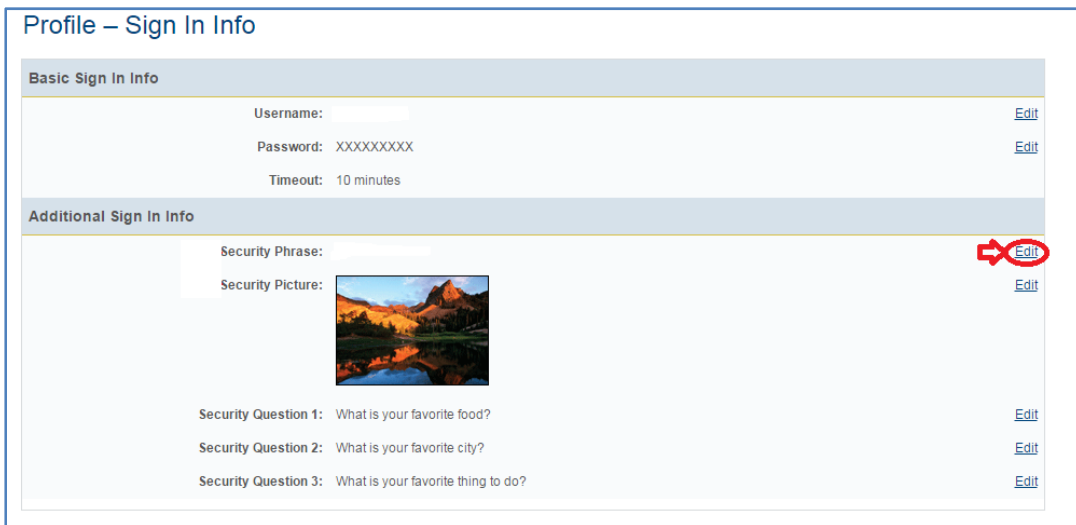 Profile – Sign In Info
Basic Sign In Info
Username: Edit
Password: XXXXXXXXX Edit
Timeout: 10 minutes
Additional Sign In Info
Security Phrase: Edit
Security Picture: Edit
Security Question 1: What is your favorite food? Edit
Security Question 2: What is your favorite city? Edit
Security Question 3: What is your favorite thing to do? Edit